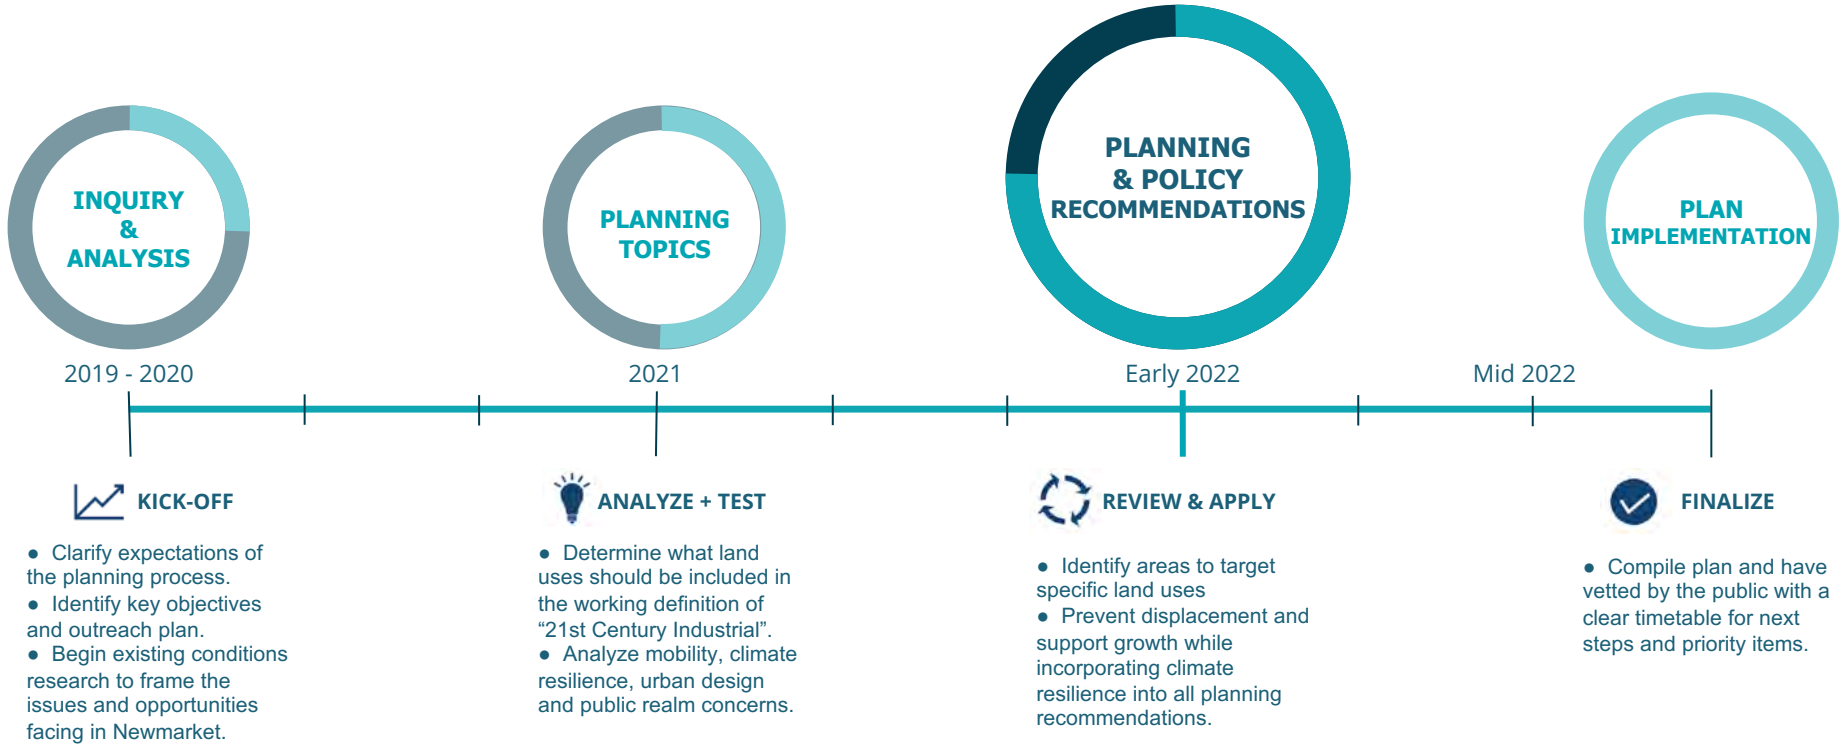 INQUIRY
&
ANALYSIS
2019 - 2020
KICK-OFF
● Clarify expectations of
the planning process.
● Identify key objectives
and outreach plan.
● Begin existing conditions
research to frame the
issues and opportunities
facing in Newmarket.
PLANNING
TOPICS
2021
ANALYZE + TEST
● Determine what land
uses should be included in
the working definition of
“21st Century Industrial”.
● Analyze mobility, climate
resilience, urban design
and public realm concerns.
PLANNING
& POLICY
RECOMMENDATIONS
Early 2022
REVIEW & APPLY
● Identify areas to target
specific land uses
● Prevent displacement and
support growth while
incorporating climate
resilience into all planning
recommendations.
PLAN
IMPLEMENTATION
Mid 2022
FINALIZE
● Compile plan and have
vetted by the public with a
clear timetable for next
steps and priority items.